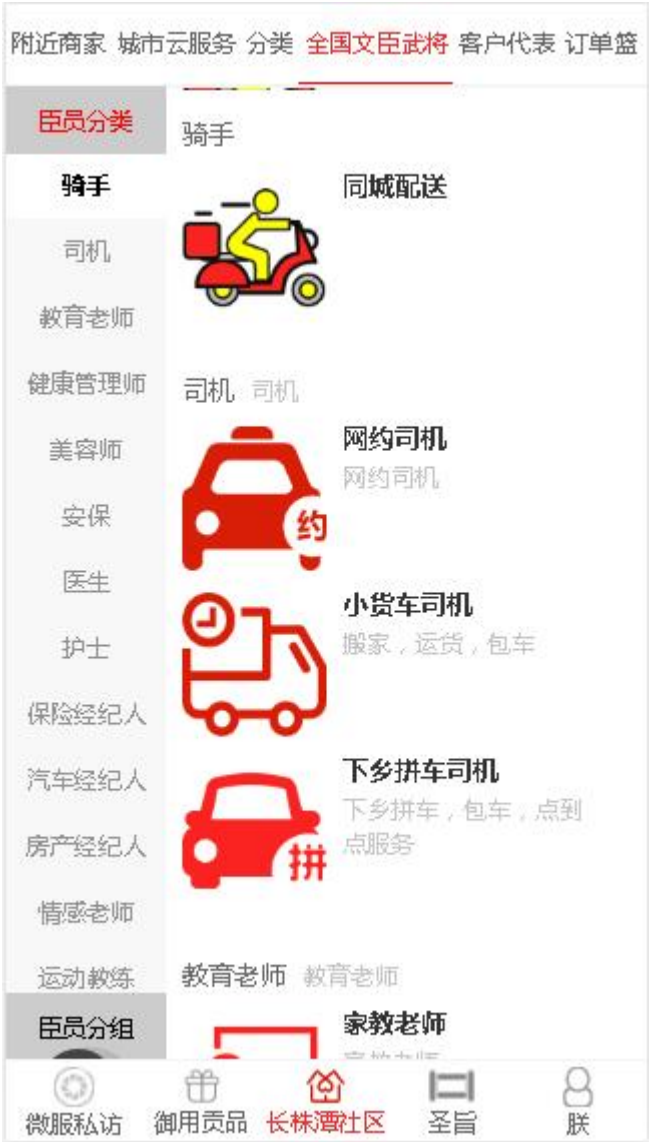 附近商家 城市云服务 分类 全国文臣武将 客户代表 订单篮
臣员分类
骑手
司机
教育老师
健康管理师
美容师
安保
医生
护士
保险经纪人
汽车经纪人
房产经纪人
情感老师
运动教练
臣员分组
骑手
同城配送
司机 司机
网约司机
网约司机
约
小货车司机
搬家，运货，包车
下乡拼车司机
下乡拼车，包车，点到
点服务
拼
教育老师 教育老师
家教老师
微服私访 御用贡品 长株潭社区 圣旨 朕